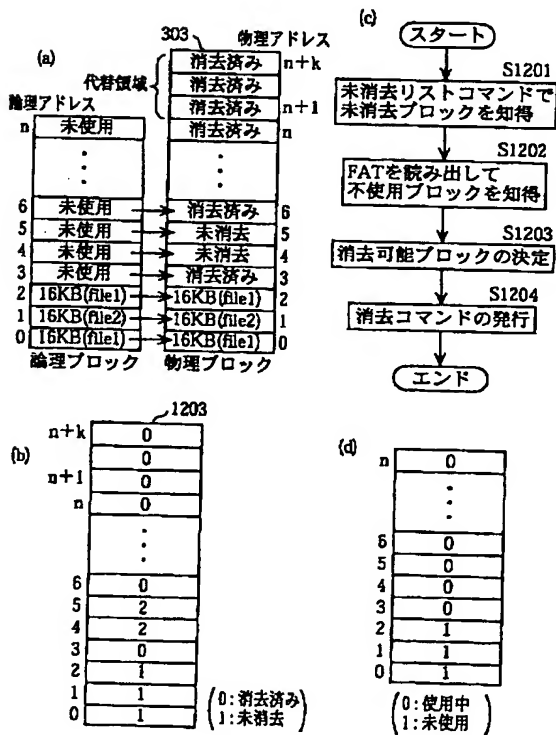 (a)
303
物理アドレス
代替領域
論理アドレス
消去済み n+k
消去済み
消去済み n+1
n 未使用 消去済み n
6 未使用 消去済み 6
5 未使用 未消去 5
4 未使用 未消去 4
3 未使用 消去済み 3
2 16KB(file1) 16KB(file1) 2
1 16KB(file2) 16KB(file2) 1
0 16KB(file1) 16KB(file1) 0
論理ブロック 物理ブロック
(c)
スタート
S1201
未消去リストコマンドで
未消去ブロックを知得
S1202
FATを読み出して
不使用ブロックを知得
S1203
消去可能ブロックの決定
S1204
消去コマンドの発行
エンド
(b)
1203
n+k 0
0
n+1 0
n 0
6 0
5 2
4 2
3 0
2 1
1 1
0 1
(0:消去済み
1:未消去)
(d)
n 0
6 0
5 0
4 0
3 0
2 1
1 1
0 1
(0:使用中
1:未使用)